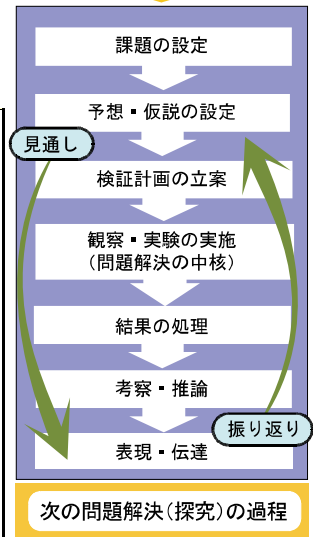 課題の設定
予想・仮説の設定
見通し
検証計画の立案
観察・実験の実施
(問題解決の中核)
結果の処理
考察・推論
振り返り
表現・伝達
次の問題解決(探究)の過程